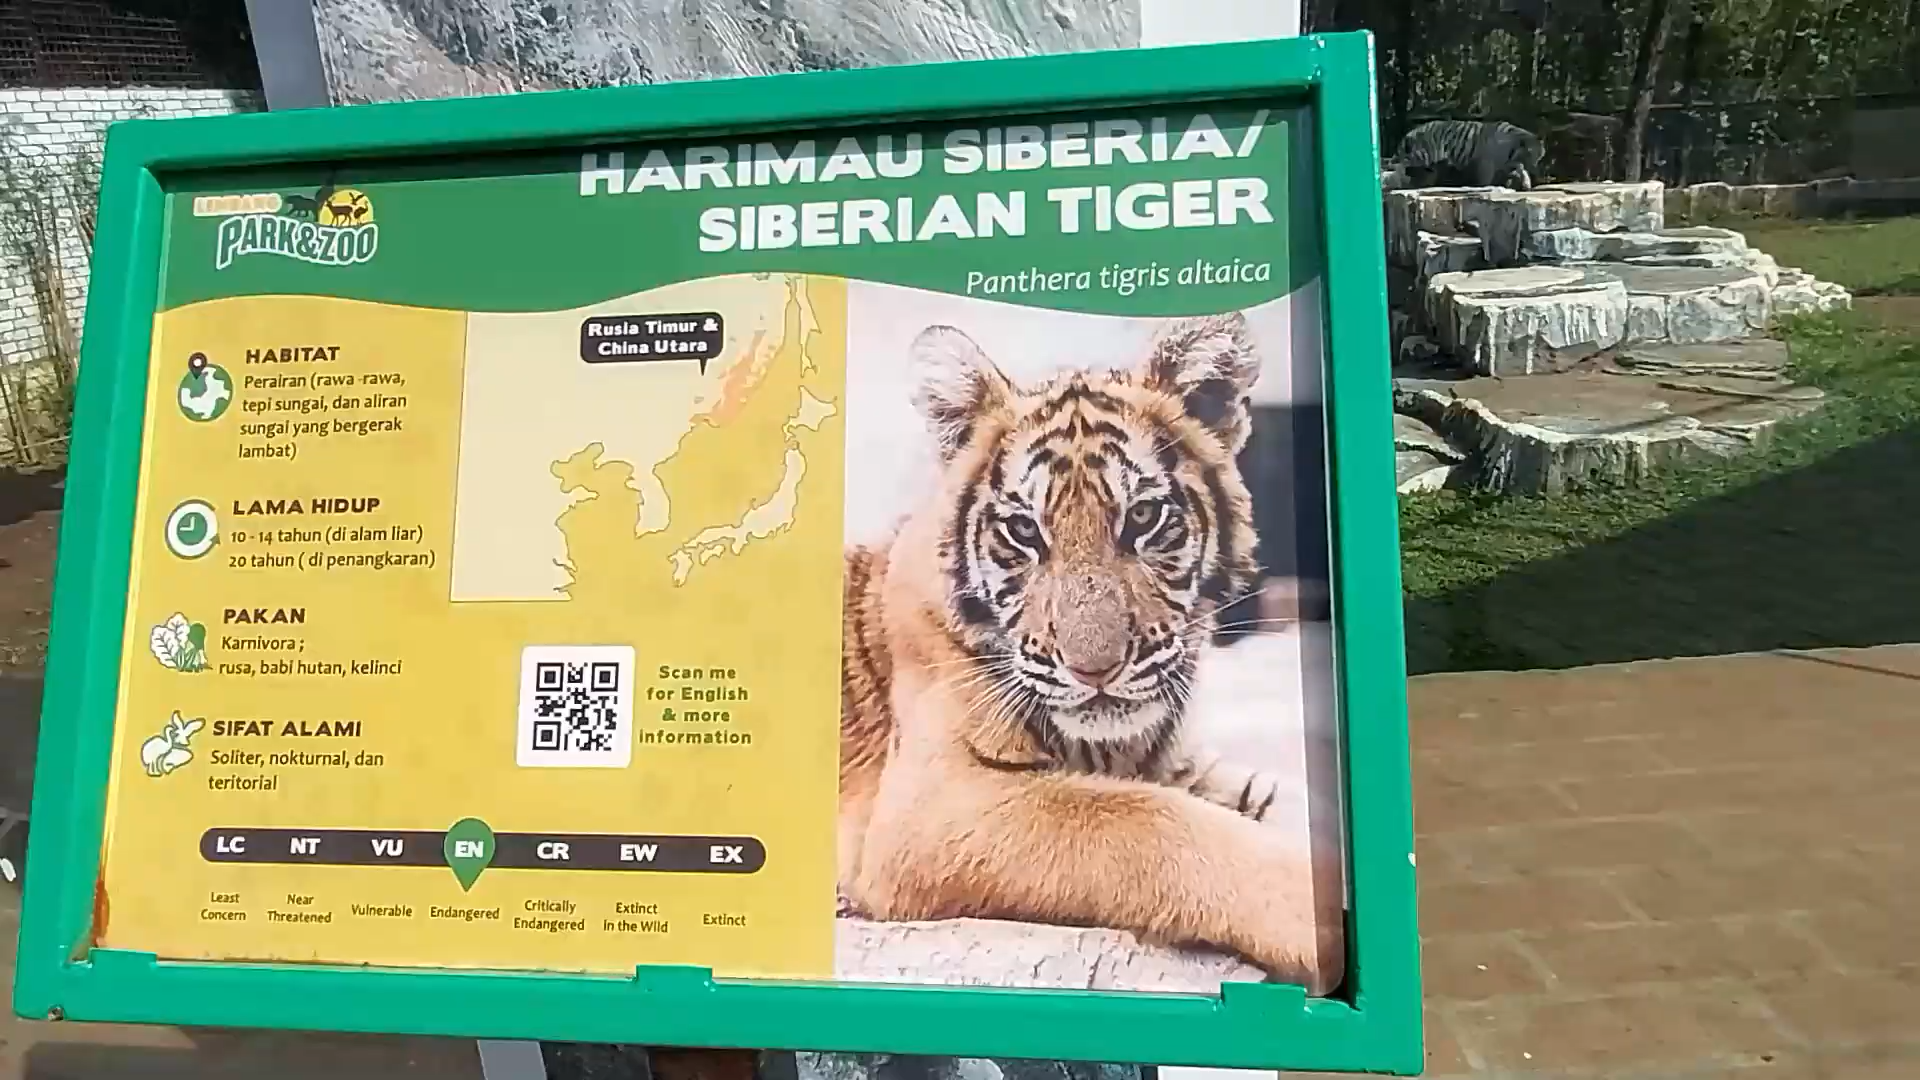 LEMBANG
PARK&ZOO
HARIMAU SIBERIA/
SIBERIAN TIGER
Panthera tigris altaica
HABITAT
Perairan (rawa -rawa,
tepi sungai, dan aliran
sungai yang bergerak
lambat)
LAMA HIDUP
10 - 14 tahun (di alam liar)
20 tahun ( di penangkaran)
PAKAN
Karnivora ;
rusa, babi hutan, kelinci
SIFAT ALAMI
Soliter, nokturnal, dan
teritorial
Rusia Timur &
China Utara
Scan me
for English
& more
information
LC NT VU EN CR EW EX
Least
Concern
Near
Threatened
Vulnerable
Endangered
Critically
Endangered
Extinct
in the Wild
Extinct